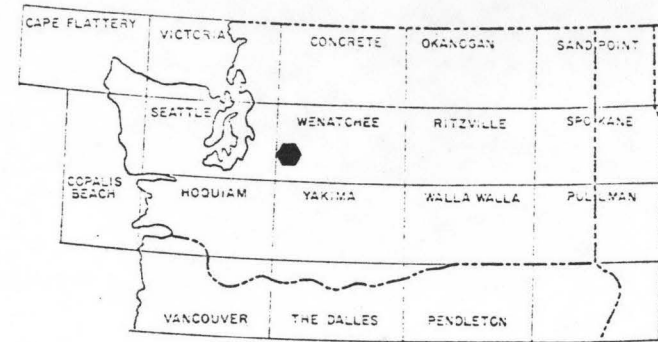 CAPE FLATTERY
VICTORIA
CONCRETE
OKANOGAN
SANDPOINT
SEATTLE
WENATCHEE
RITZVILLE
SPOKANE
COPALIS
BEACH
HOQUIAM
YAKIMA
WALLA WALLA
PULLMAN
VANCOUVER
THE DALLES
PENDLETON